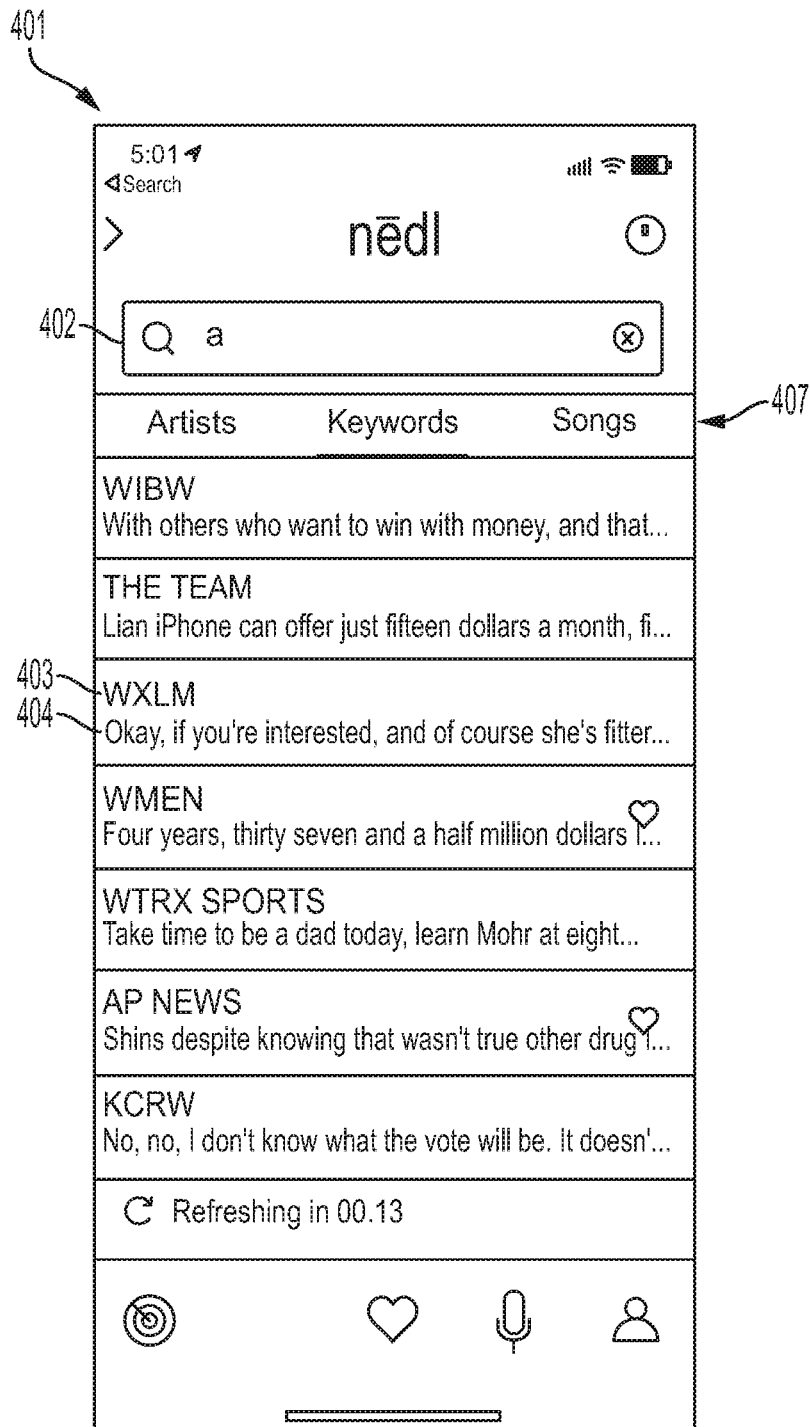 401
5:01
Search
nēdl
402
a
Artists Keywords Songs
407
WIBW
With others who want to win with money, and that...
THE TEAM
Lian iPhone can offer just fifteen dollars a month, fi...
403
WXLM
404
Okay, if you're interested, and of course she's fitter...
WMEN
Four years, thirty seven and a half million dollars I...
WTRX SPORTS
Take time to be a dad today, learn Mohr at eight...
AP NEWS
Shins despite knowing that wasn't true other drug ...
KCRW
No, no, I don't know what the vote will be. It doesn'...
Refreshing in 00.13